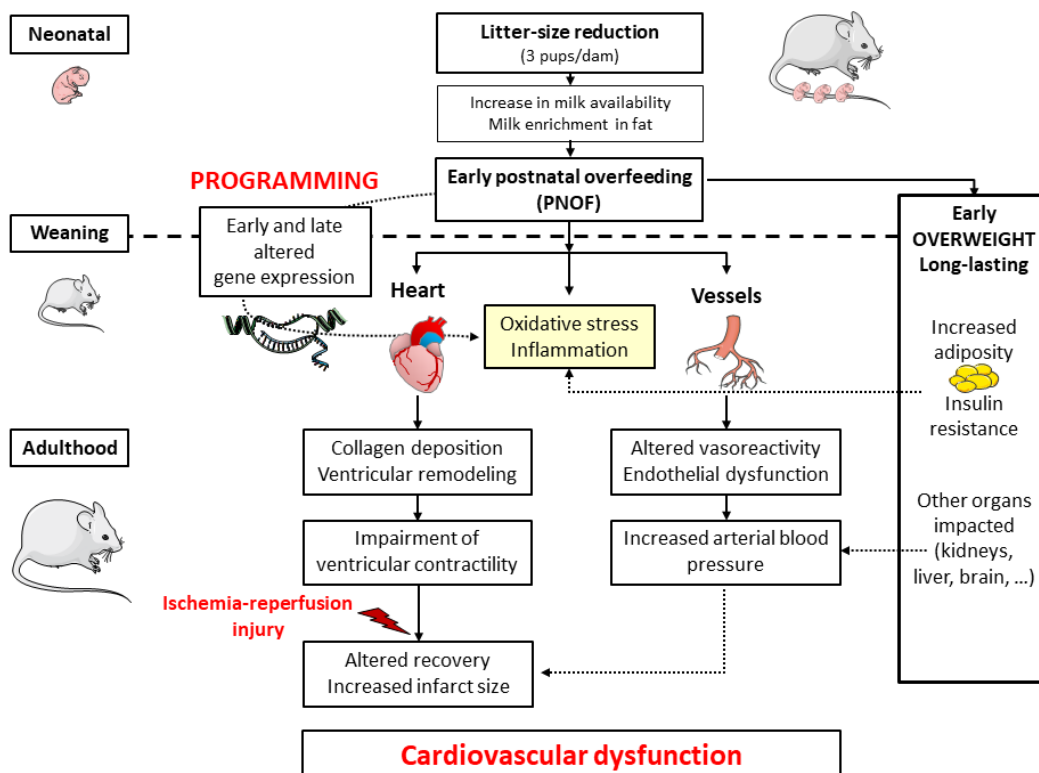 Neonatal
Litter-size reduction
(3 pups/dam)
Increase in milk availability
Milk enrichment in fat
PROGRAMMING
Early postnatal overfeeding
(PNOF)
Weaning
Early and late
altered
gene expression
Early
OVERWEIGHT
Long-lasting
Heart
Vessels
Oxidative stress
Inflammation
Increased
adiposity
Insulin
resistance
Adulthood
Collagen deposition
Ventricular remodeling
Altered vasoreactivity
Endothelial dysfunction
Impairment of
ventricular contractility
Increased arterial blood
pressure
Other organs
impacted
(kidneys,
liver, brain, ...)
Ischemia-reperfusion
injury
Altered recovery
Increased infarct size
Cardiovascular dysfunction